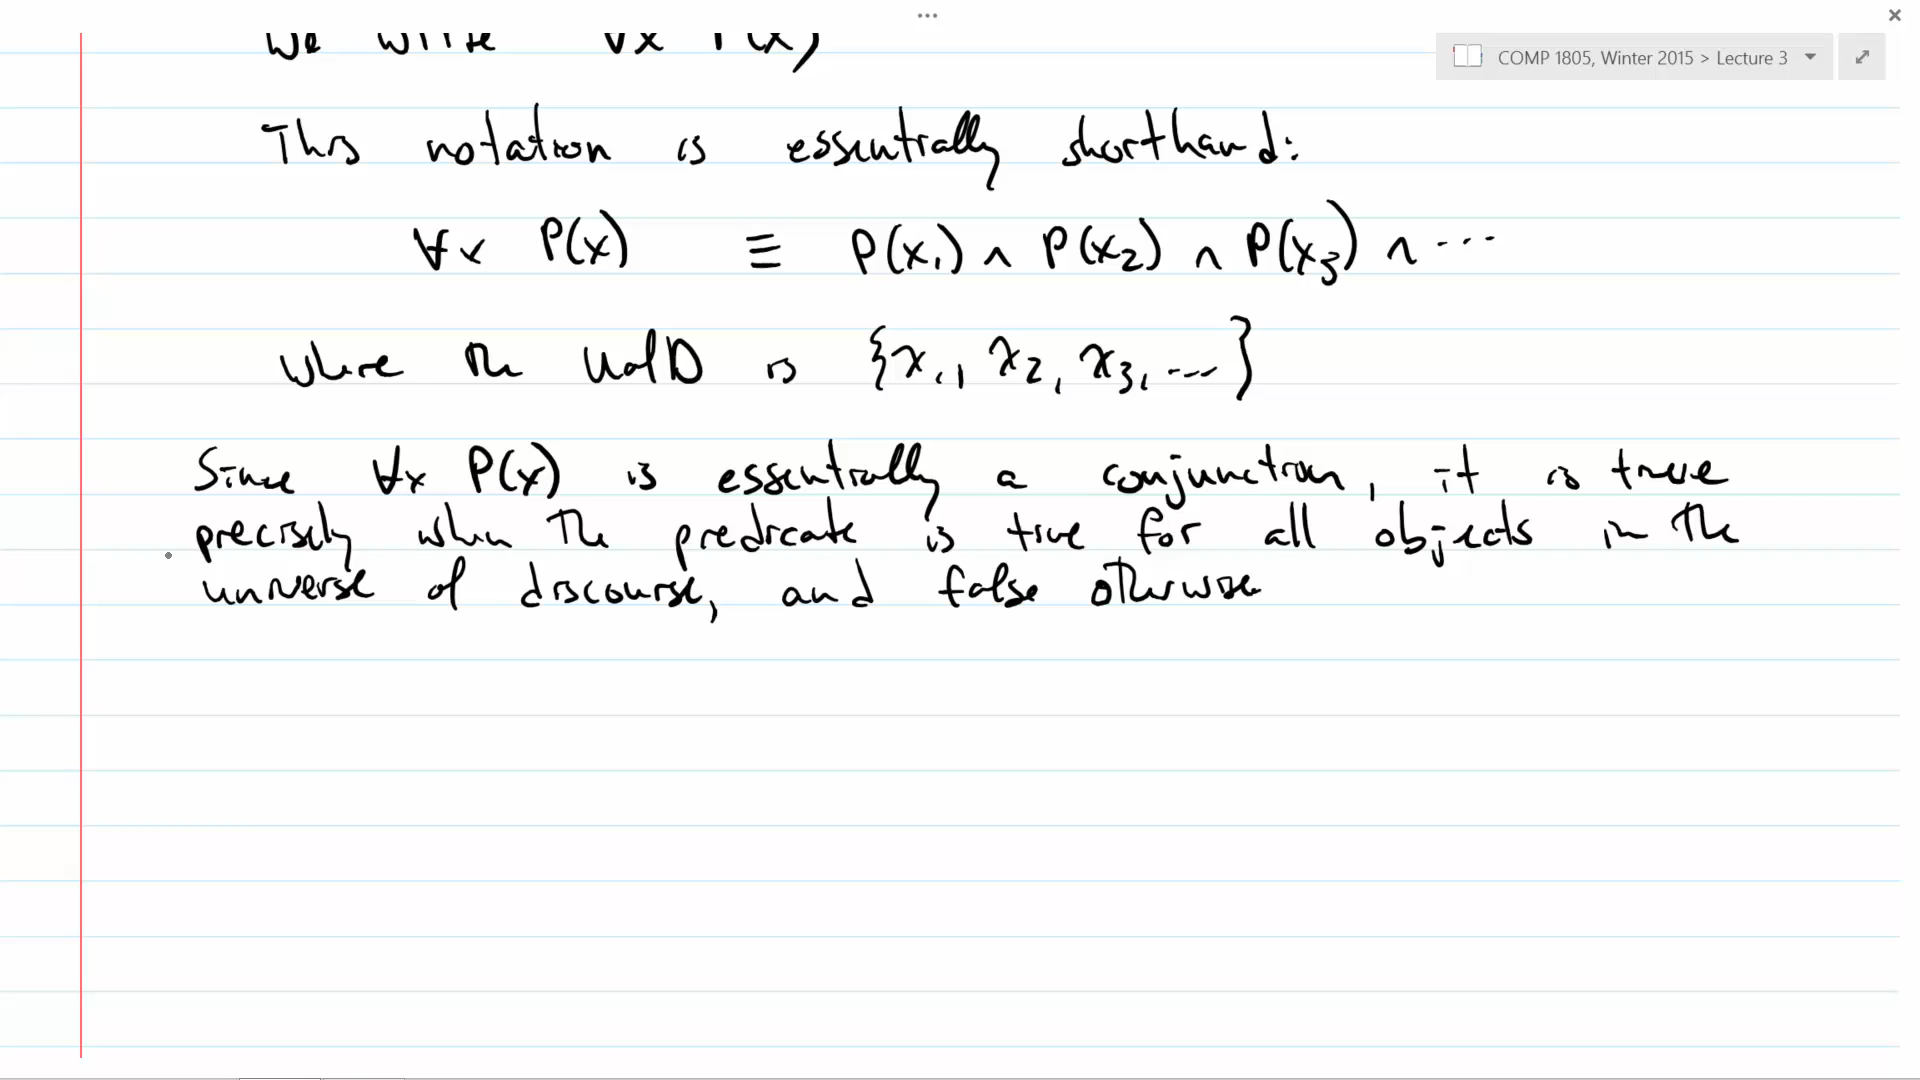 We write ∀x P(x)
COMP 1805, Winter 2015 > Lecture 3
This notation is essentially shorthand:
∀x P(x) ≡ P(x₁) ∧ P(x₂) ∧ P(x₃) ∧ ···
where the UofD is {x₁, x₂, x₃, ...}
Since ∀x P(x) is essentially a conjunction, it is true
precisely when the predicate is true for all objects in the
universe of discourse, and false otherwise